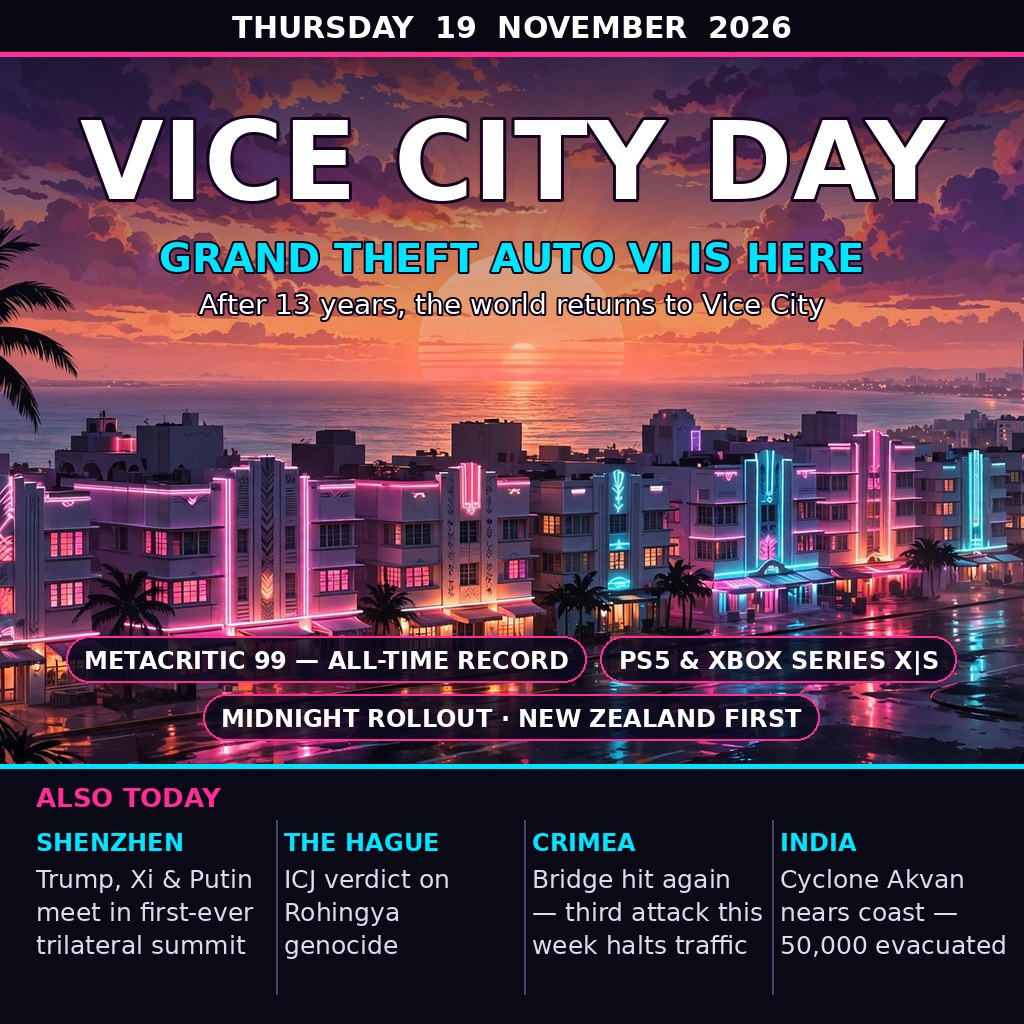 THURSDAY 19 NOVEMBER 2026
VICE CITY DAY
GRAND THEFT AUTO VI IS HERE
After 13 years, the world returns to Vice City
METACRITIC 99 — ALL-TIME RECORD
PS5 & XBOX SERIES X|S
MIDNIGHT ROLLOUT · NEW ZEALAND FIRST
ALSO TODAY
SHENZHEN
Trump, Xi & Putin
meet in first-ever
trilateral summit
THE HAGUE
ICJ verdict on
Rohingya
genocide
CRIMEA
Bridge hit again
— third attack this
week halts traffic
INDIA
Cyclone Akvan
nears coast —
50,000 evacuated